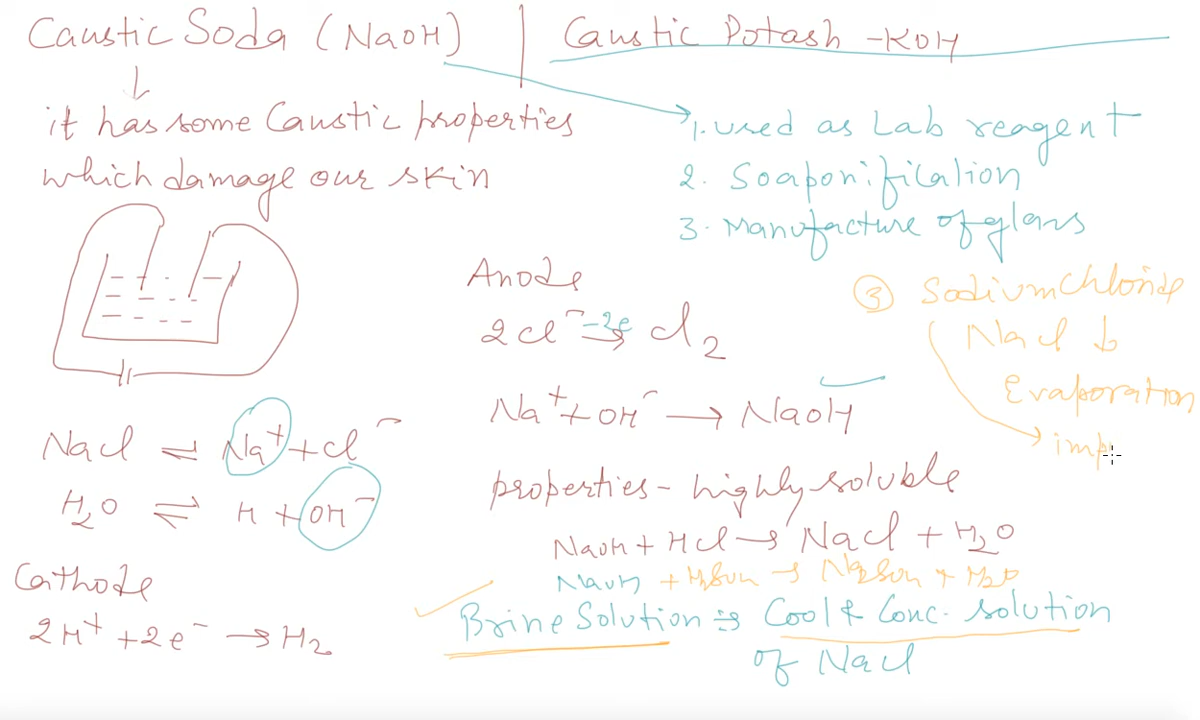 Caustic Soda (NaOH) | Caustic Potash - KOH
it has some Caustic properties
which damage our skin
1. used as Lab reagent
2. Soaponification
3. Manufacture of glass
Anode
2Cl⁻ -2e → Cl₂
Na⁺ + OH⁻ → NaOH
NaCl ⇌ Na⁺ + Cl⁻
H₂O ⇌ H + OH⁻
Cathode
2H⁺ + 2e⁻ → H₂
properties - highly soluble
NaOH + HCl → NaCl + H₂O
NaOH + H₂SO₄ → Na₂SO₄ + H₂O
Brine Solution ⇒ Cool & Conc. solution
of NaCl
③ Sodium Chloride
NaCl ↓
Evaporation
→ imp